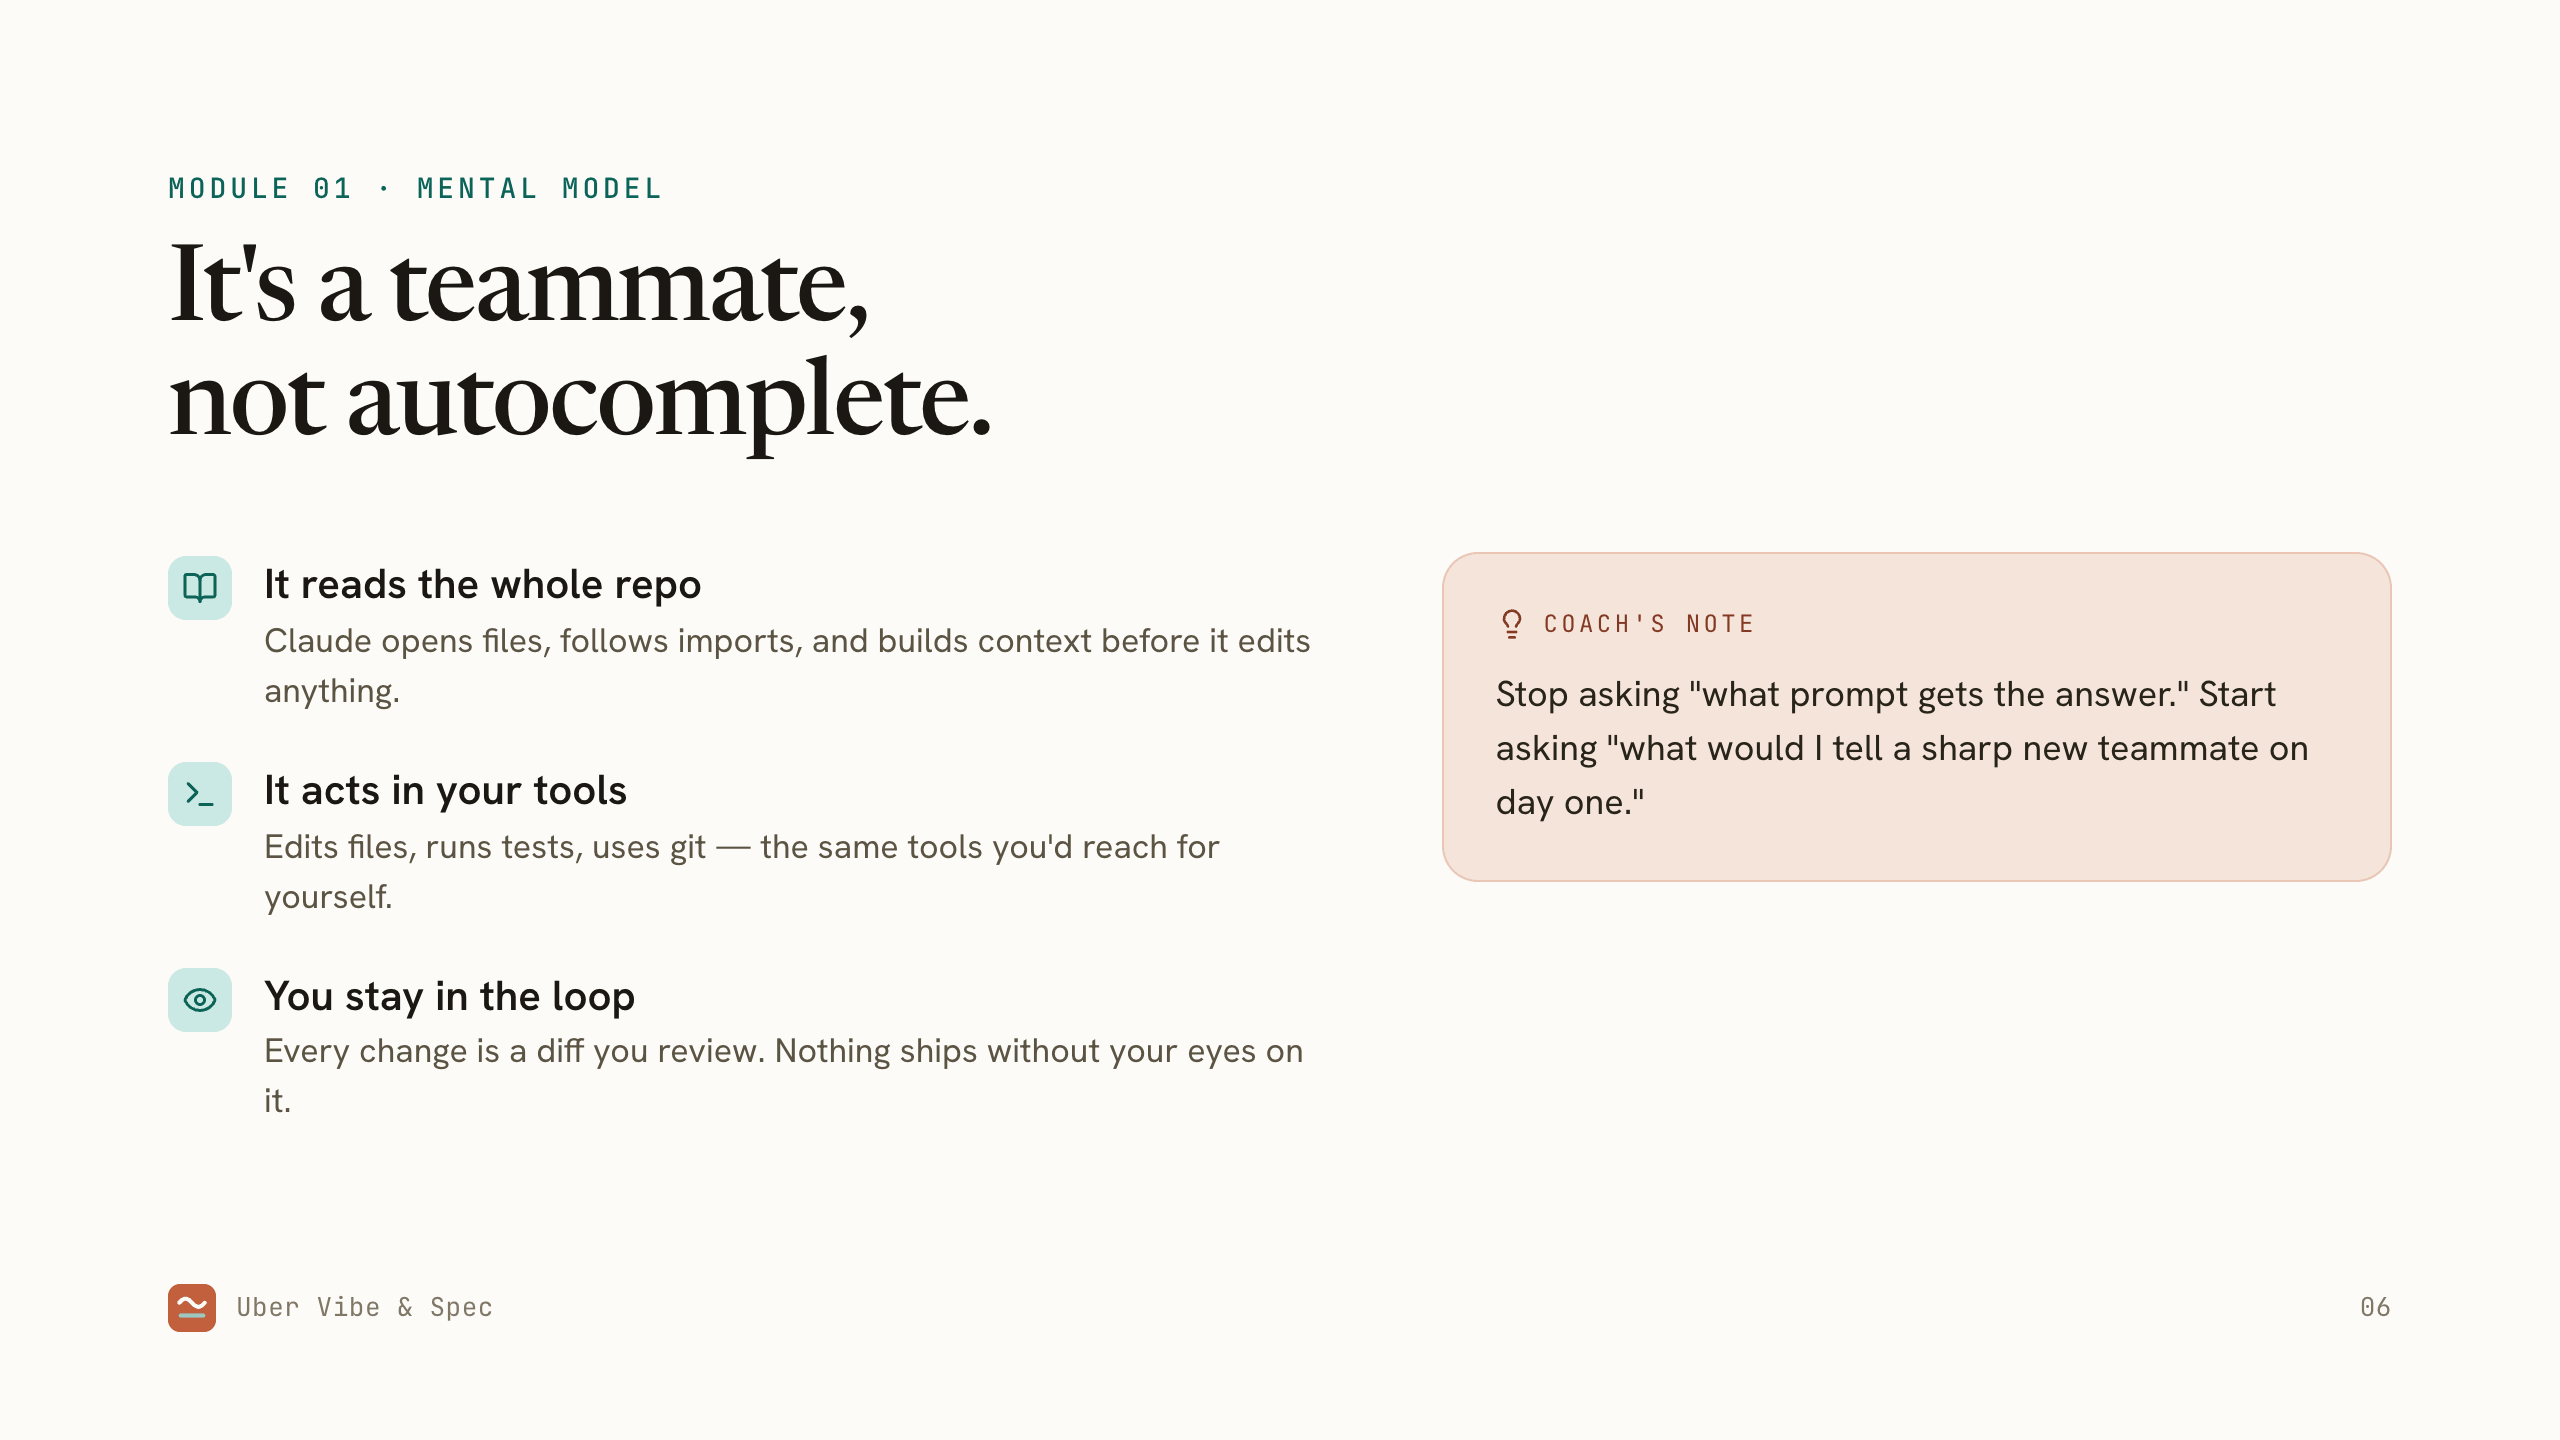 MODULE 01 · MENTAL MODEL
It's a teammate,
not autocomplete.
It reads the whole repo
Claude opens files, follows imports, and builds context before it edits
anything.
It acts in your tools
Edits files, runs tests, uses git — the same tools you'd reach for
yourself.
You stay in the loop
Every change is a diff you review. Nothing ships without your eyes on
it.
COACH'S NOTE
Stop asking "what prompt gets the answer." Start
asking "what would I tell a sharp new teammate on
day one."
Uber Vibe & Spec
06